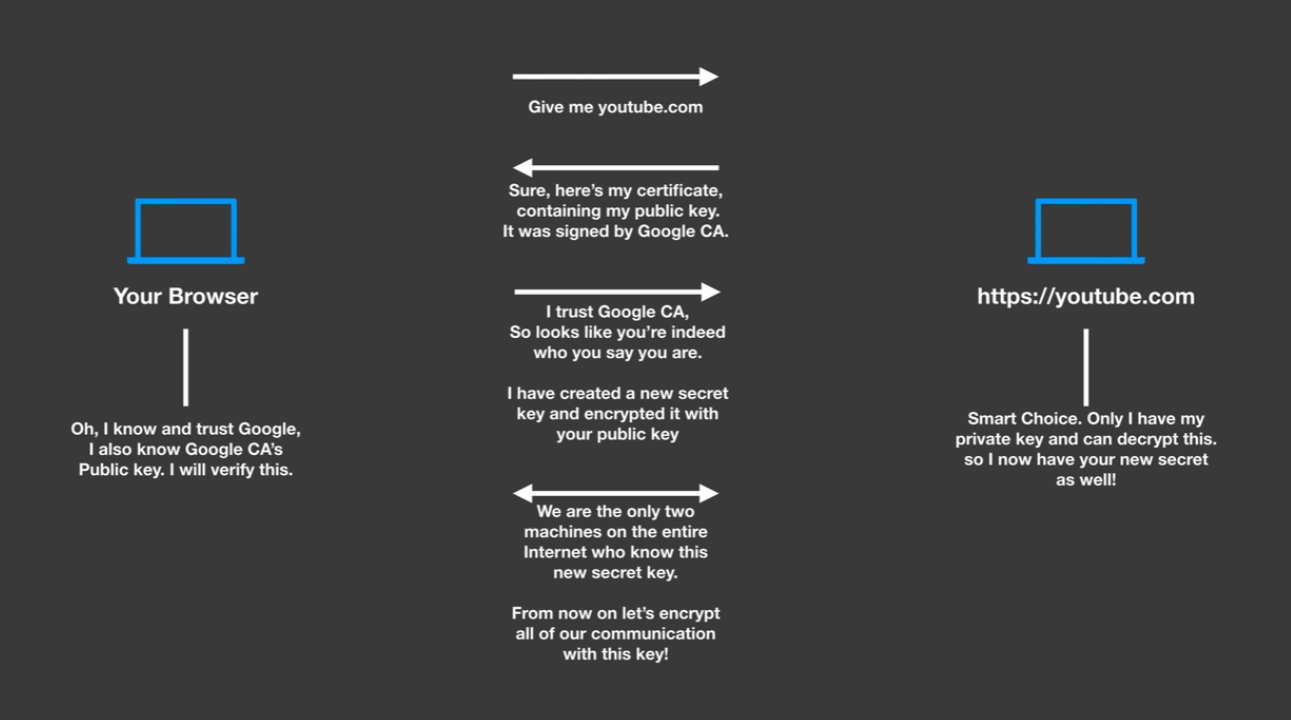 Give me youtube.com
Sure, here's my certificate,
containing my public key.
It was signed by Google CA.
Your Browser
https://youtube.com
I trust Google CA,
So looks like you're indeed
who you say you are.
I have created a new secret
key and encrypted it with
your public key
Oh, I know and trust Google,
I also know Google CA's
Public key. I will verify this.
Smart Choice. Only I have my
private key and can decrypt this.
so I now have your new secret
as well!
We are the only two
machines on the entire
Internet who know this
new secret key.
From now on let's encrypt
all of our communication
with this key!